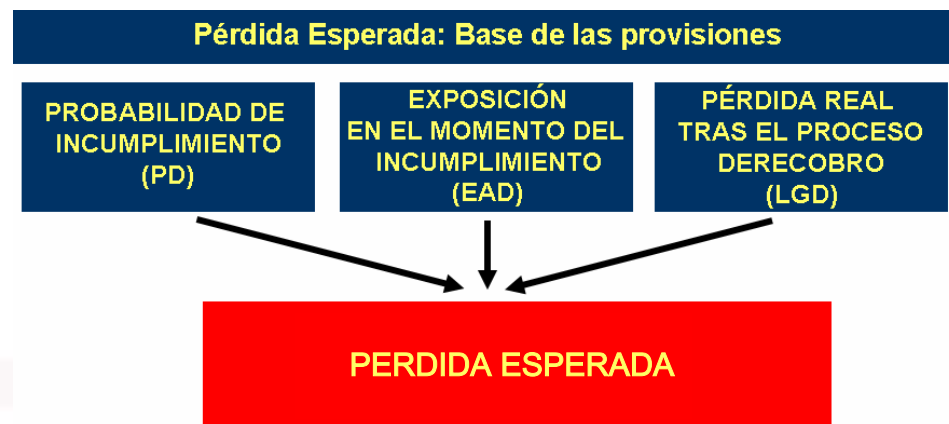 Pérdida Esperada: Base de las provisiones
PROBABILIDAD DE
INCUMPLIMIENTO
(PD)
EXPOSICIÓN
EN EL MOMENTO DEL
INCUMPLIMIENTO
(EAD)
PÉRDIDA REAL
TRAS EL PROCESO
DERECOBRO
(LGD)
PERDIDA ESPERADA